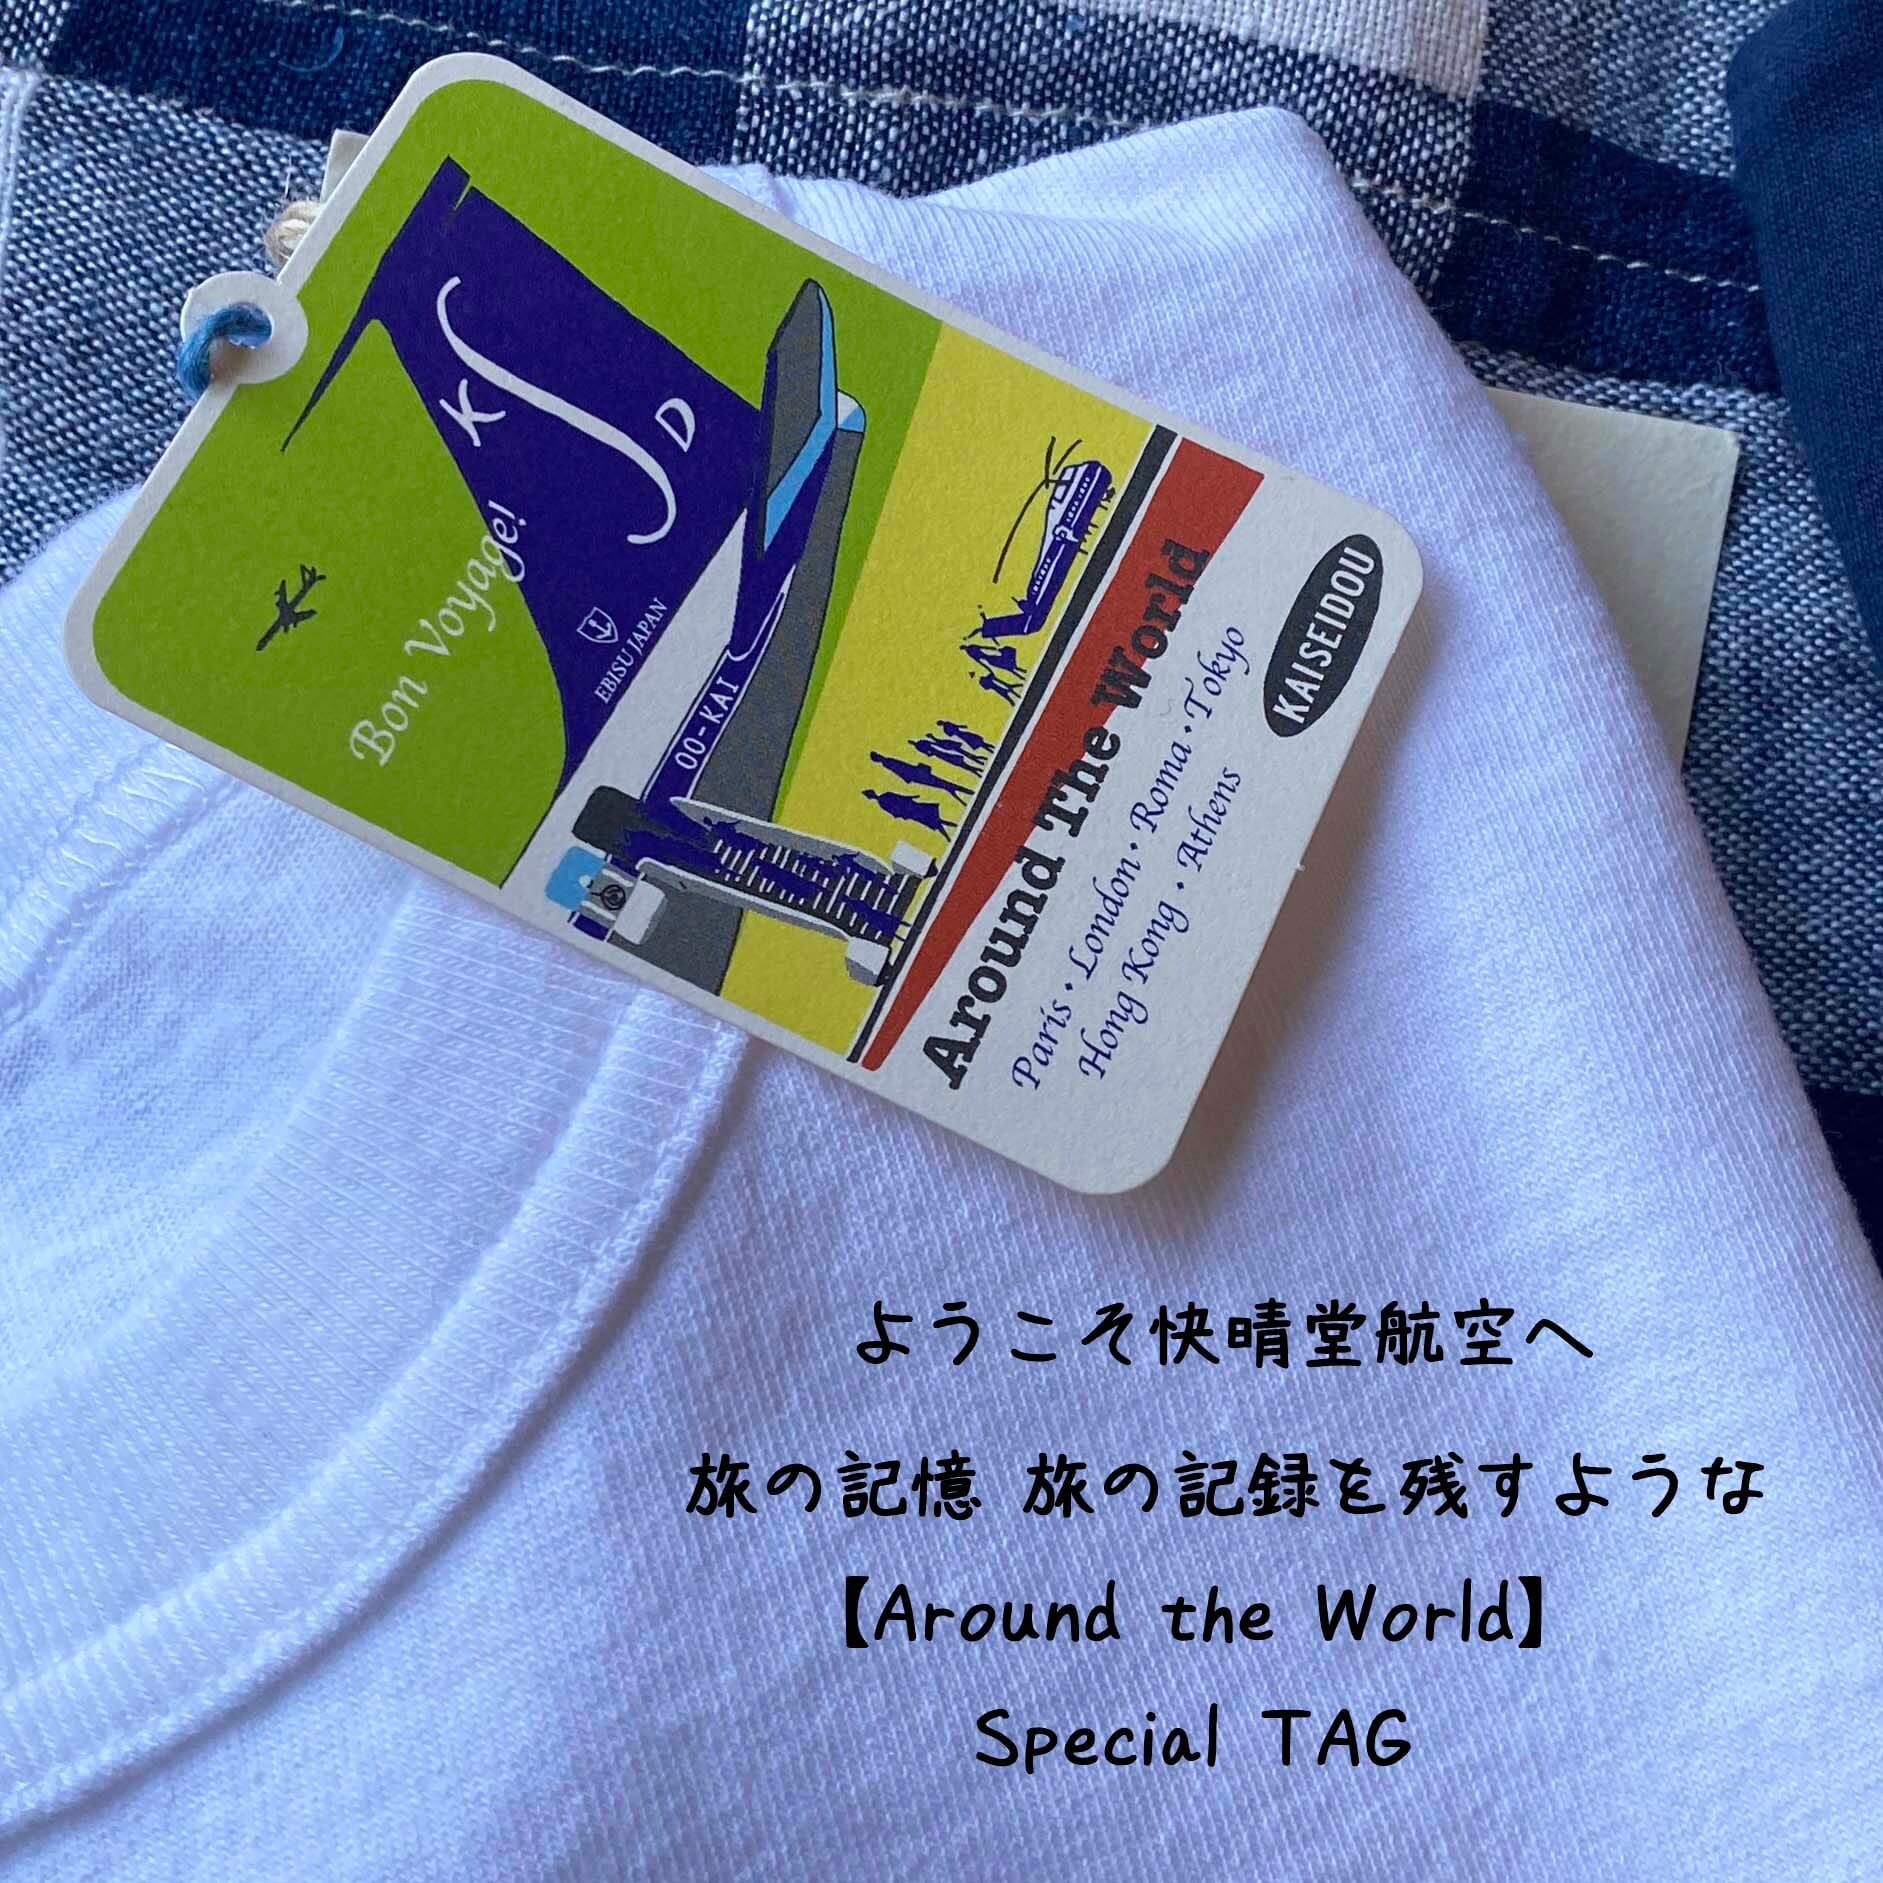 KSD
Bon Voyage!
EBISU JAPAN
OO-KAI
Around The World
Paris・London・Roma・Tokyo
Hong Kong・Athens
KAISEIDOU
ようこそ快晴堂航空へ
旅の記憶 旅の記録を残すような
【Around the World】
Special TAG